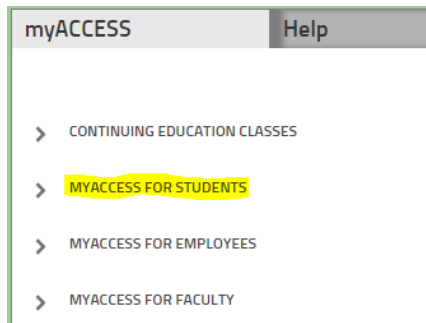 myACCESS Help
CONTINUING EDUCATION CLASSES
MYACCESS FOR STUDENTS
MYACCESS FOR EMPLOYEES
MYACCESS FOR FACULTY